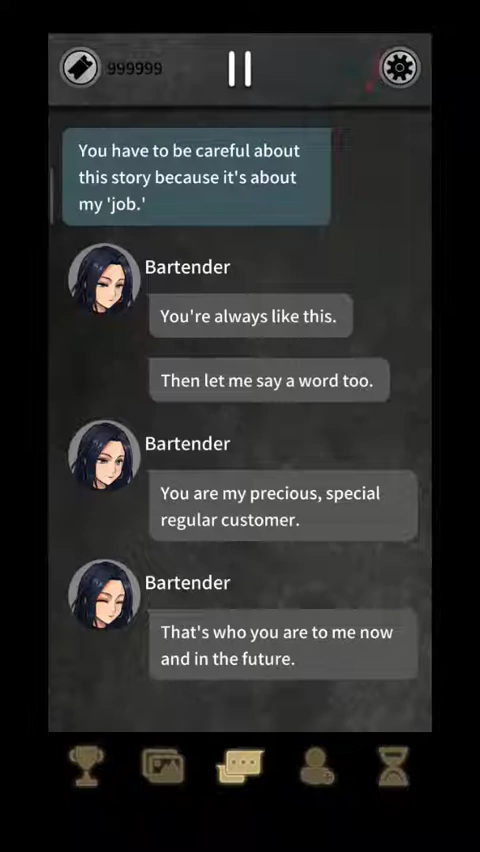 999999
You have to be careful about
this story because it's about
my 'job.'
Bartender
You're always like this.
Then let me say a word too.
Bartender
You are my precious, special
regular customer.
Bartender
That's who you are to me now
and in the future.